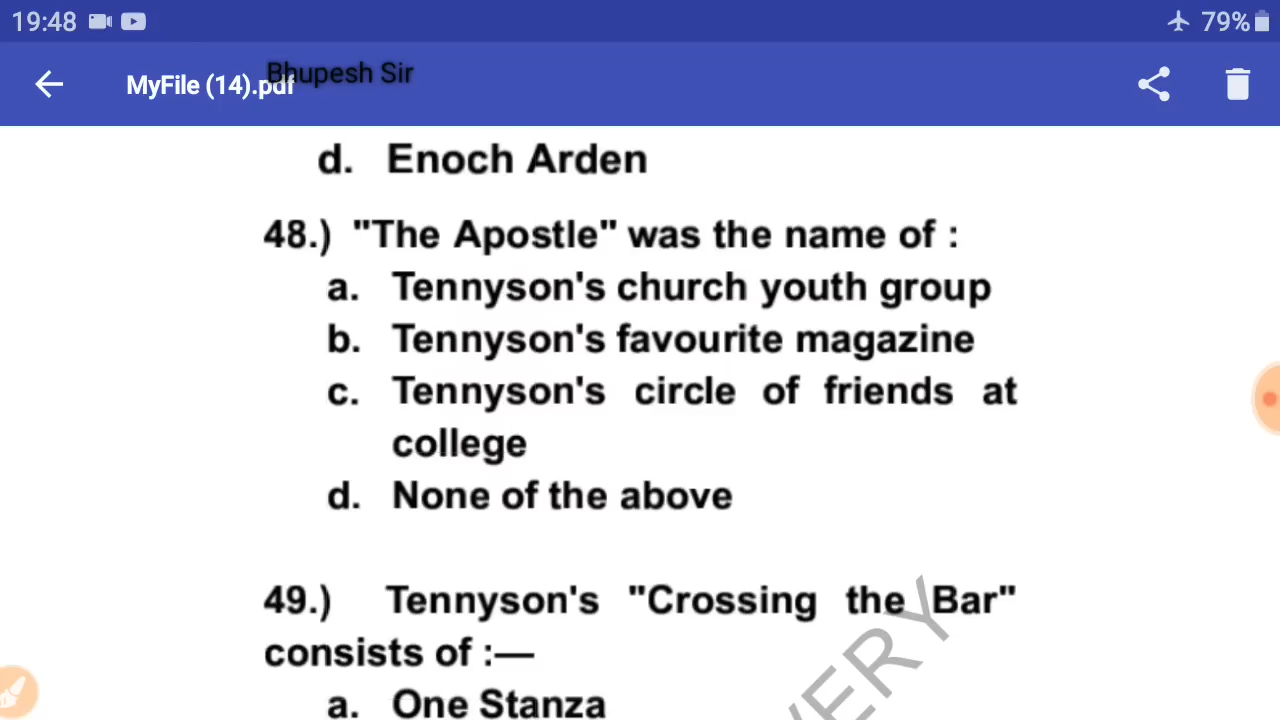 19:48 79%
MyFile (14).pdf Bhupesh Sir
d. Enoch Arden
48.) "The Apostle" was the name of :
a. Tennyson's church youth group
b. Tennyson's favourite magazine
c. Tennyson's circle of friends at
college
d. None of the above
49.) Tennyson's "Crossing the Bar"
consists of :—
a. One Stanza